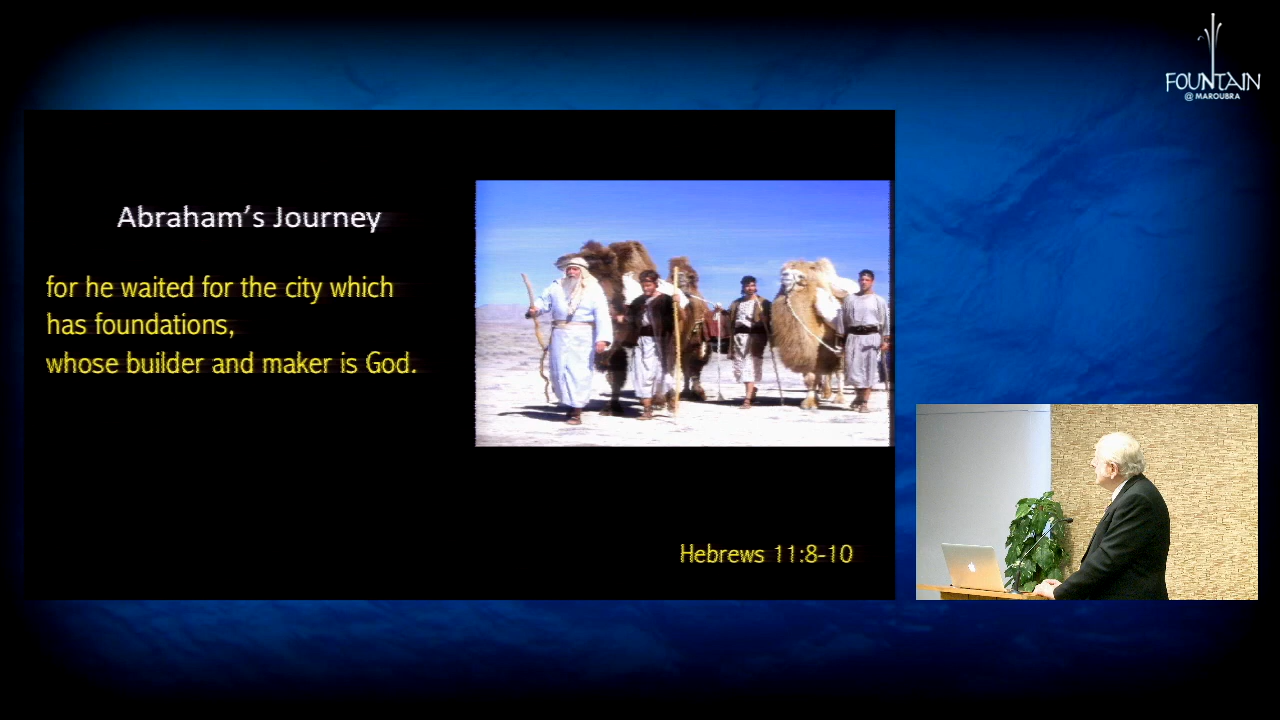 FOUNTAIN
@ MAROUBRA
Abraham's Journey
for he waited for the city which
has foundations,
whose builder and maker is God.
Hebrews 11:8-10